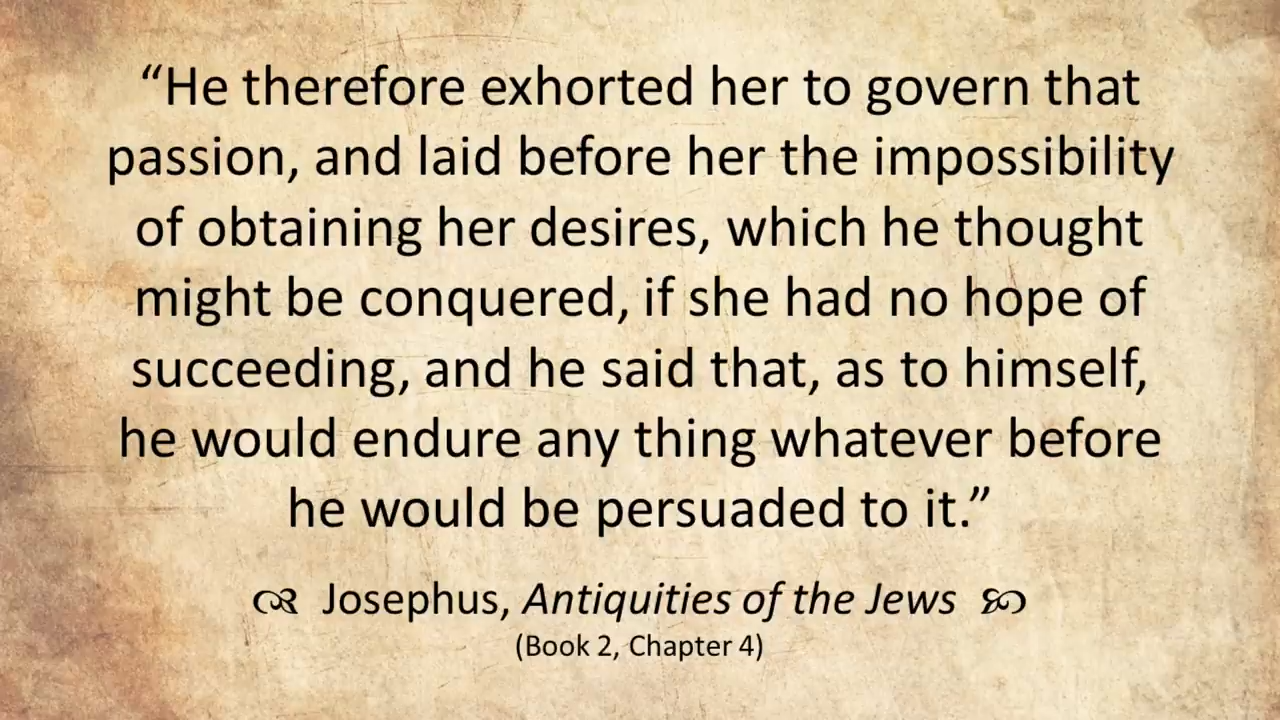 “He therefore exhorted her to govern that
passion, and laid before her the impossibility
of obtaining her desires, which he thought
might be conquered, if she had no hope of
succeeding, and he said that, as to himself,
he would endure any thing whatever before
he would be persuaded to it.”
Josephus, Antiquities of the Jews
(Book 2, Chapter 4)